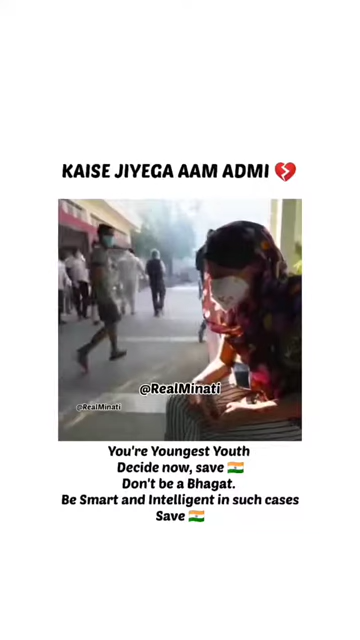 KAISE JIYEGA AAM ADMI 💔
@RealMinati
@RealMinati
You're Youngest Youth
Decide now, save 🇮🇳
Don't be a Bhagat.
Be Smart and Intelligent in such cases
Save 🇮🇳